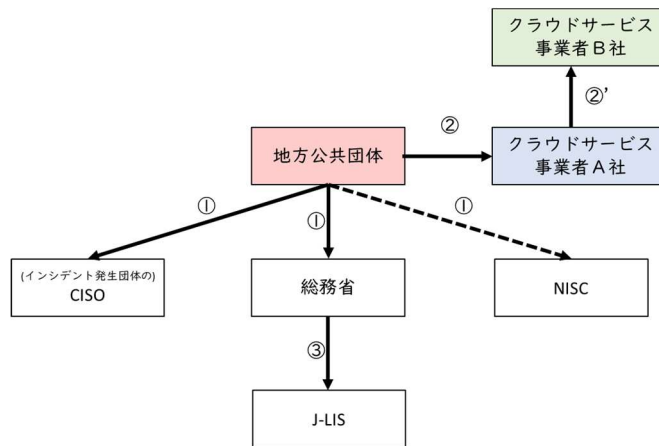 クラウドサービス
事業者B社
②’
②
地方公共団体
クラウドサービス
事業者A社
①
①
①
(インシデント発生団体の)
CISO
総務省
NISC
③
J-LIS